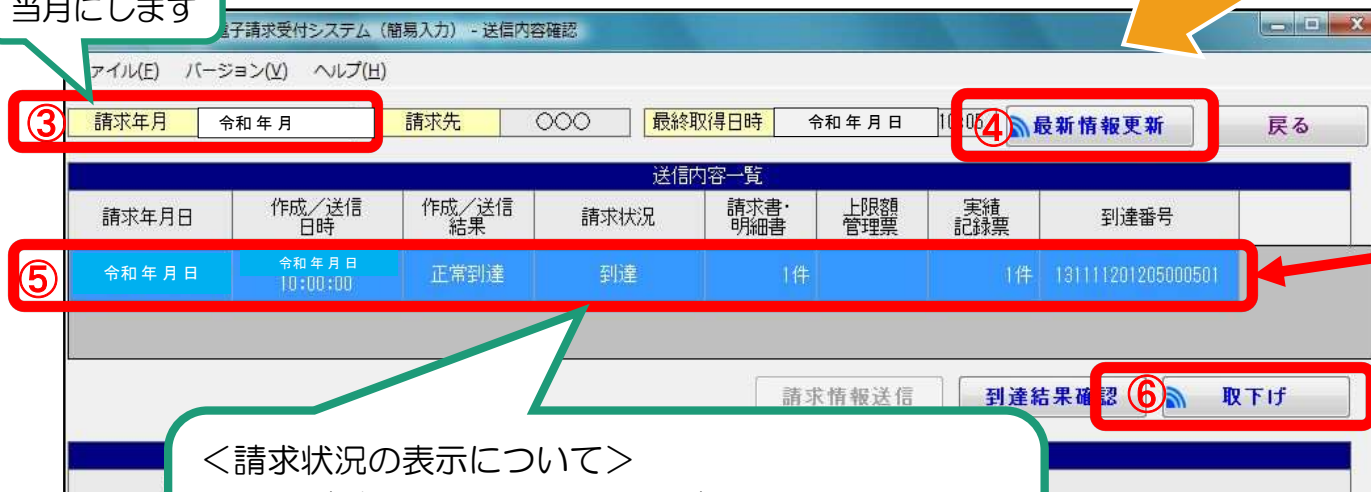 当月にします
電子請求受付システム（簡易入力） - 送信内容確認
ァイル(F) バージョン(V) ヘルプ(H)
③ 請求年月 令和 年 月 請求先 〇〇〇 最終取得日時 令和 年 月 日 10:05 ④ 最新情報更新 戻る
送信内容一覧
請求年月日 作成／送信日時 作成／送信結果 請求状況 請求書・明細書 上限額管理票 実績記録票 到達番号
⑤ 令和 年 月 日 令和 年 月 日 10:00:00 正常到達 到達 1件 1件 131111201205000501
請求情報送信 到達結果確認 ⑥ 取下げ
＜請求状況の表示について＞